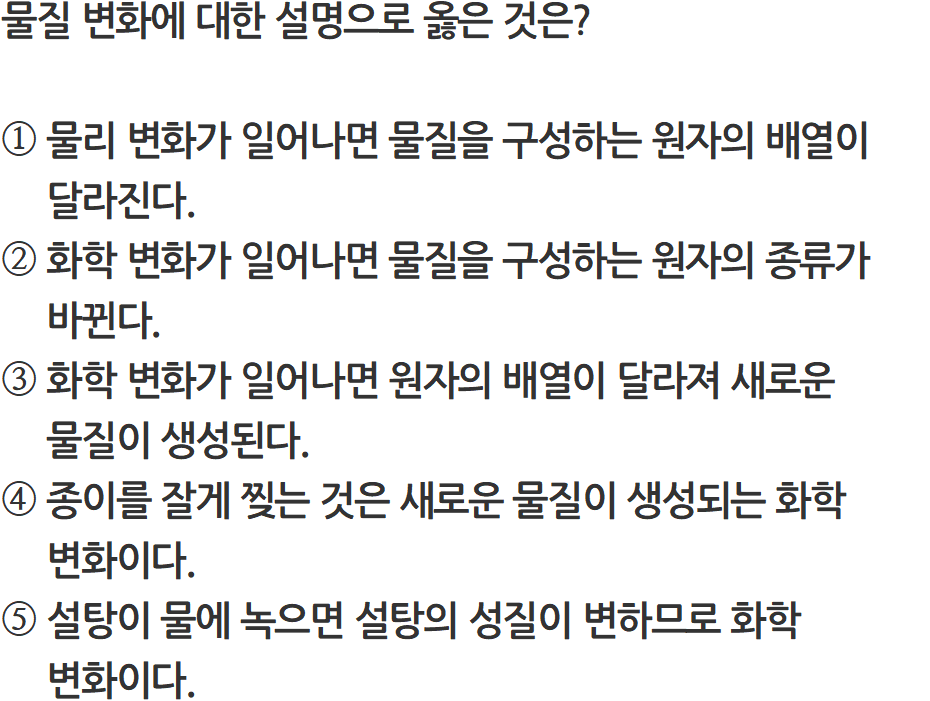 물질 변화에 대한 설명으로 옳은 것은?
① 물리 변화가 일어나면 물질을 구성하는 원자의 배열이
달라진다.
② 화학 변화가 일어나면 물질을 구성하는 원자의 종류가
바뀐다.
③ 화학 변화가 일어나면 원자의 배열이 달라져 새로운
물질이 생성된다.
④ 종이를 잘게 찢는 것은 새로운 물질이 생성되는 화학
변화이다.
⑤ 설탕이 물에 녹으면 설탕의 성질이 변하므로 화학
변화이다.